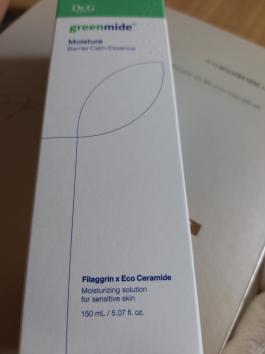 Dr.G
greenmide
Moisture
Barrier Calm Essence
Filaggrin x Eco Ceramide
Moisturizing solution
for sensitive skin
150 mL / 5.07 fl. oz.